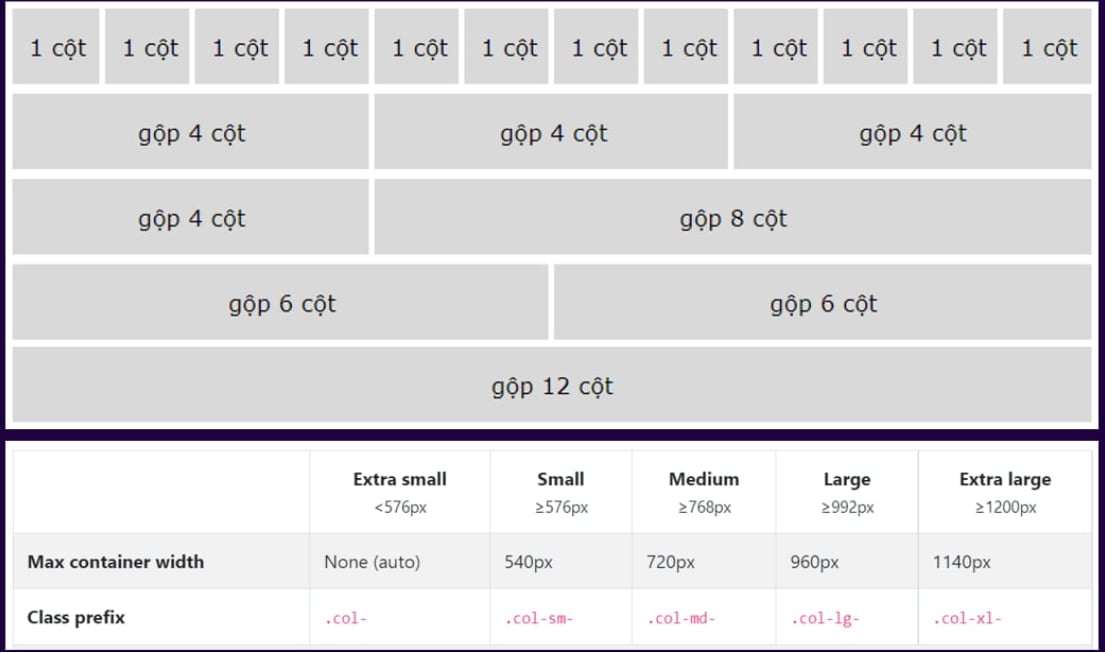 1 cột 1 cột 1 cột 1 cột 1 cột 1 cột 1 cột 1 cột 1 cột 1 cột 1 cột 1 cột
gộp 4 cột gộp 4 cột gộp 4 cột
gộp 4 cột gộp 8 cột
gộp 6 cột gộp 6 cột
gộp 12 cột
Extra small Small Medium Large Extra large
<576px ≥576px ≥768px ≥992px ≥1200px
Max container width None (auto) 540px 720px 960px 1140px
Class prefix .col- .col-sm- .col-md- .col-lg- .col-xl-